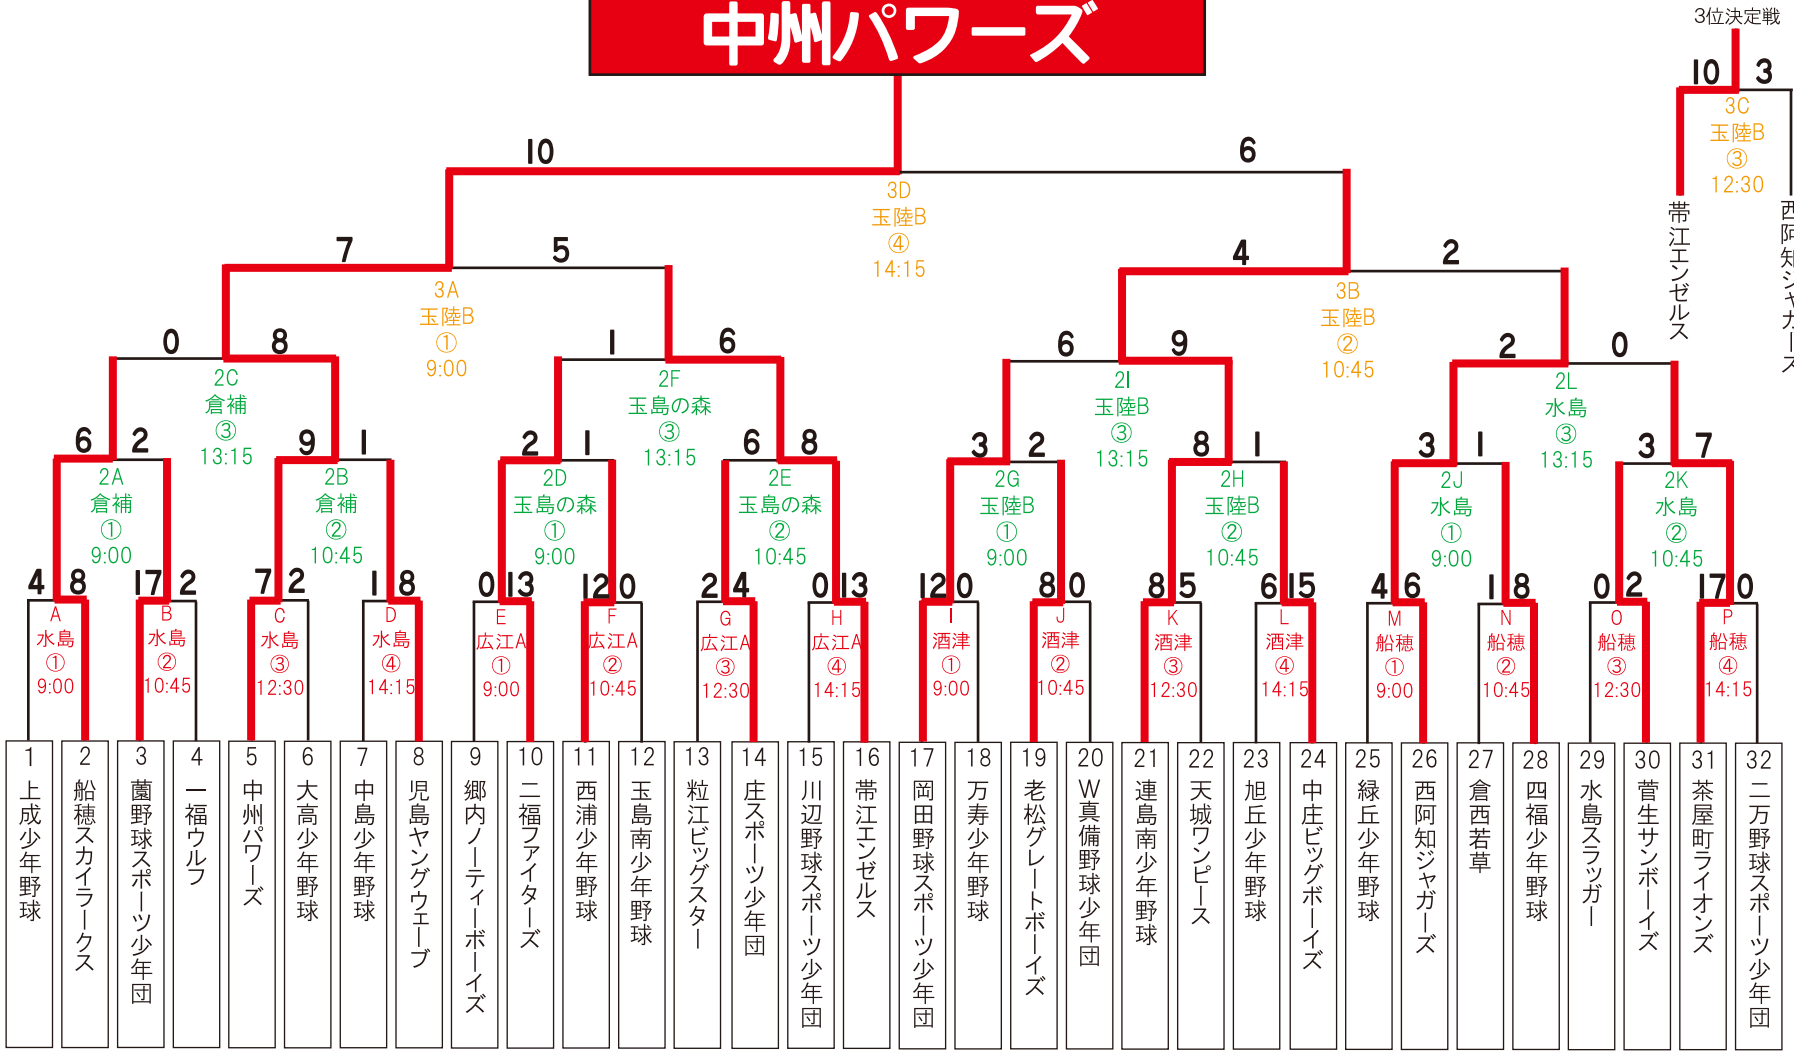 中州パワーズ
3位決定戦
10 3
3C
玉陸B
③
12:30
帯江エンゼルス
西阿知ジャガーズ
10 6
3D
玉陸B
④
14:15
7 5
3A
玉陸B
①
9:00
4 2
3B
玉陸B
②
10:45
0 8
2C
倉補
③
13:15
1 6
2F
玉島の森
③
13:15
6 9
2I
玉陸B
③
13:15
2 0
2L
水島
③
13:15
6 2
2A
倉補
①
9:00
9 1
2B
倉補
②
10:45
2 1
2D
玉島の森
①
9:00
6 8
2E
玉島の森
②
10:45
3 2
2G
玉陸B
①
9:00
8 1
2H
玉陸B
②
10:45
3 1
2J
水島
①
9:00
3 7
2K
水島
②
10:45
4 8
A
水島
①
9:00
17 2
B
水島
②
10:45
7 2
C
水島
③
12:30
1 8
D
水島
④
14:15
0 13
E
広江A
①
9:00
12 0
F
広江A
②
10:45
2 4
G
広江A
③
12:30
0 13
H
広江A
④
14:15
12 0
I
酒津
①
9:00
8 0
J
酒津
②
10:45
8 5
K
酒津
③
12:30
6 15
L
酒津
④
14:15
4 6
M
船穂
①
9:00
1 8
N
船穂
②
10:45
0 2
O
船穂
③
12:30
17 0
P
船穂
④
14:15
1 上成少年野球
2 船穂スカイラークス
3 薗野球スポーツ少年団
4 一福ウルフ
5 中州パワーズ
6 大高少年野球
7 中島少年野球
8 児島ヤングウェーブ
9 郷内ノーティーボーイズ
10 二福ファイターズ
11 西浦少年野球
12 玉島南少年野球
13 粒江ビッグスター
14 庄スポーツ少年団
15 川辺野球スポーツ少年団
16 帯江エンゼルス
17 岡田野球スポーツ少年団
18 万寿少年野球
19 老松グレートボーイズ
20 W真備野球少年団
21 連島南少年野球
22 天城ワンピース
23 旭丘少年野球
24 中庄ビッグボーイズ
25 緑丘少年野球
26 西阿知ジャガーズ
27 倉西若草
28 四福少年野球
29 水島スラッガー
30 菅生サンボーイズ
31 茶屋町ライオンズ
32 二万野球スポーツ少年団